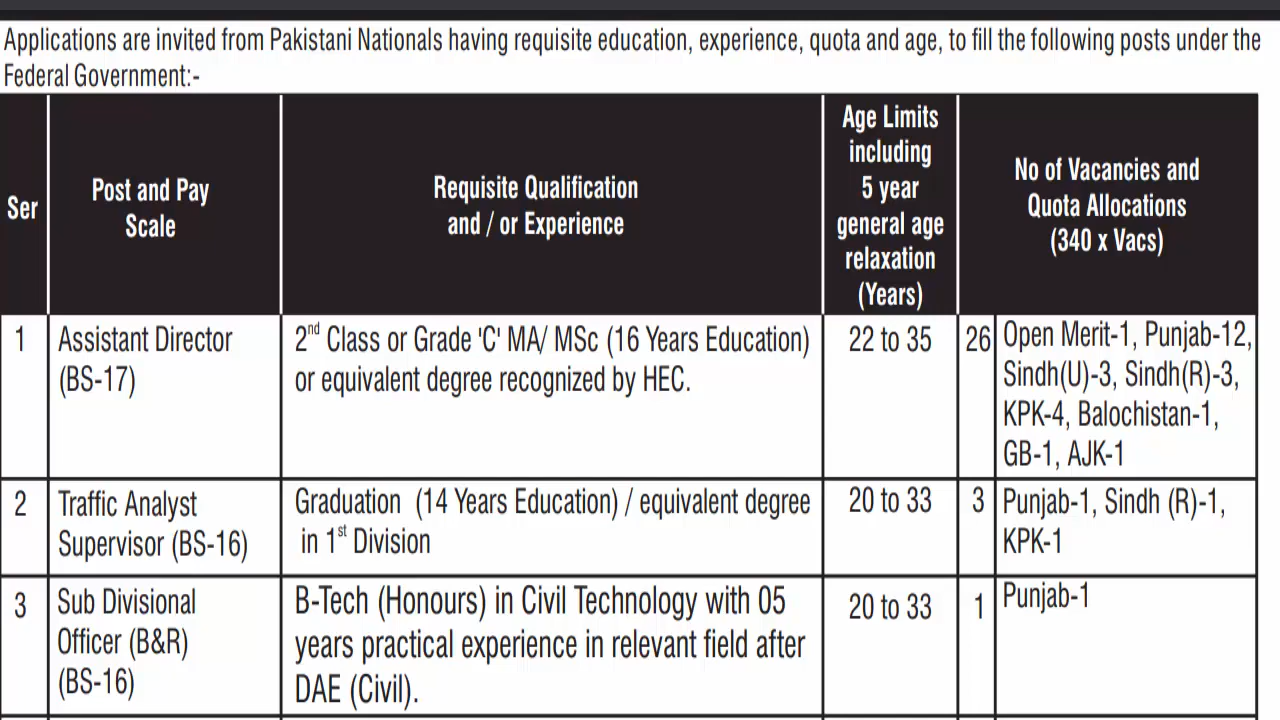 Applications are invited from Pakistani Nationals having requisite education, experience, quota and age, to fill the following posts under the
Federal Government:-
Ser
Post and Pay
Scale
Requisite Qualification
and / or Experience
Age Limits
including
5 year
general age
relaxation
(Years)
No of Vacancies and
Quota Allocations
(340 x Vacs)
1
Assistant Director
(BS-17)
2nd Class or Grade 'C' MA/ MSc (16 Years Education)
or equivalent degree recognized by HEC.
22 to 35
26
Open Merit-1, Punjab-12,
Sindh(U)-3, Sindh(R)-3,
KPK-4, Balochistan-1,
GB-1, AJK-1
2
Traffic Analyst
Supervisor (BS-16)
Graduation (14 Years Education) / equivalent degree
in 1st Division
20 to 33
3
Punjab-1, Sindh (R)-1,
KPK-1
3
Sub Divisional
Officer (B&R)
(BS-16)
B-Tech (Honours) in Civil Technology with 05
years practical experience in relevant field after
DAE (Civil).
20 to 33
1
Punjab-1